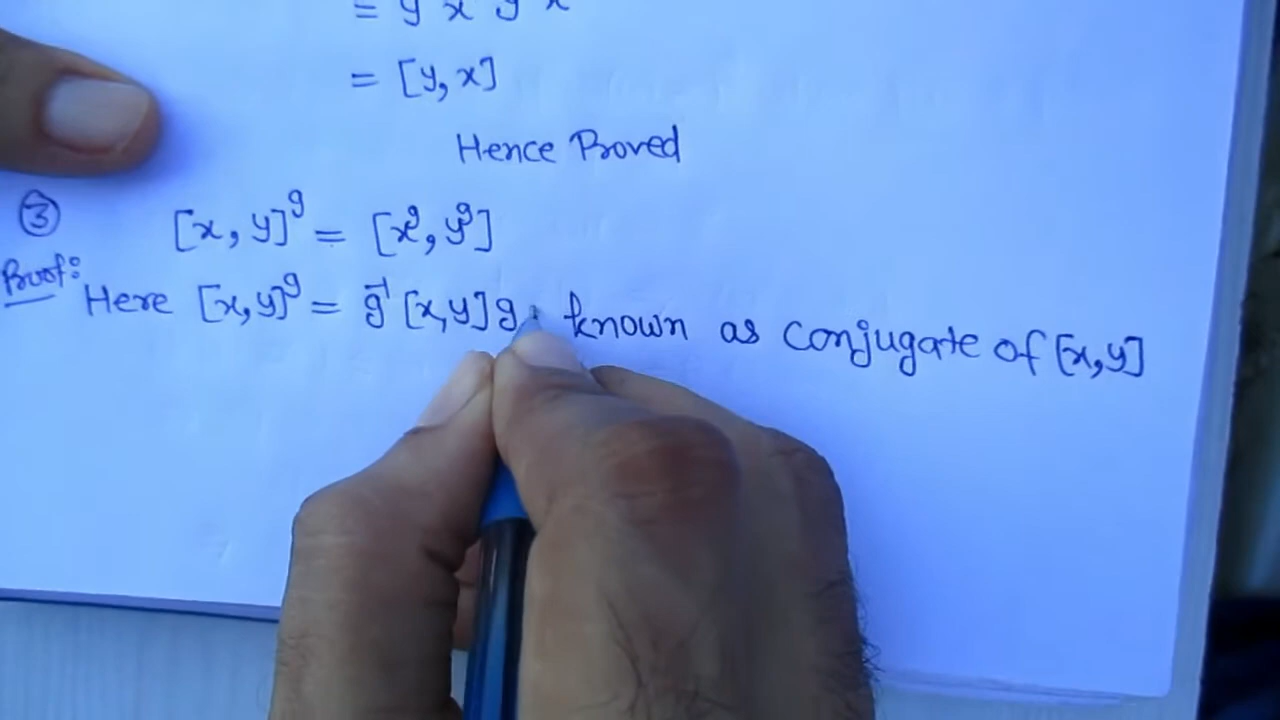 = y x y x
= [y, x]
Hence Proved
③ [x, y]^g = [x^g, y^g]
Proof: Here [x,y]^g = g^-1 [x,y] g known as conjugate of [x,y]